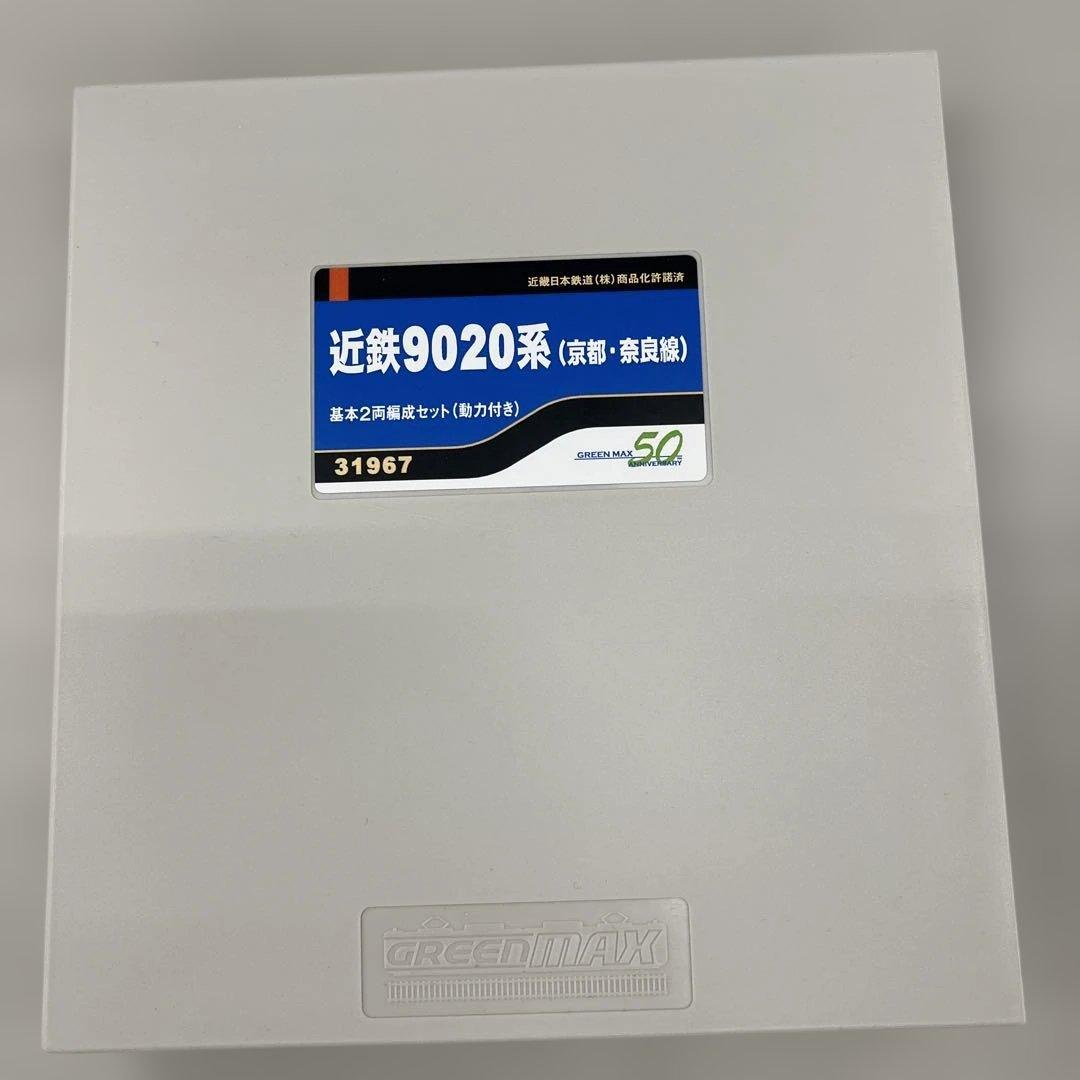 近畿日本鉄道(株)商品化許諾済
近鉄9020系(京都・奈良線)
基本2両編成セット(動力付き)
31967
GREEN MAX 50th
ANNIVERSARY
GREENMAX